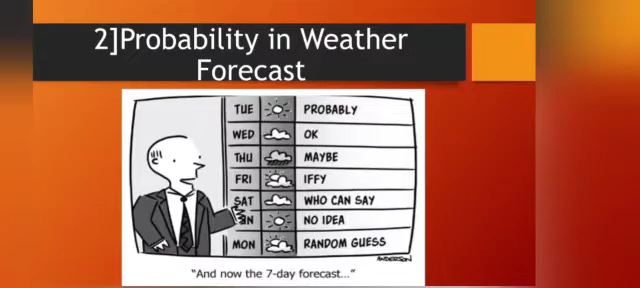 2]Probability in Weather
Forecast
TUE PROBABLY
WED OK
THU MAYBE
FRI IFFY
SAT WHO CAN SAY
UN NO IDEA
MON RANDOM GUESS
ANDERSON
"And now the 7-day forecast..."